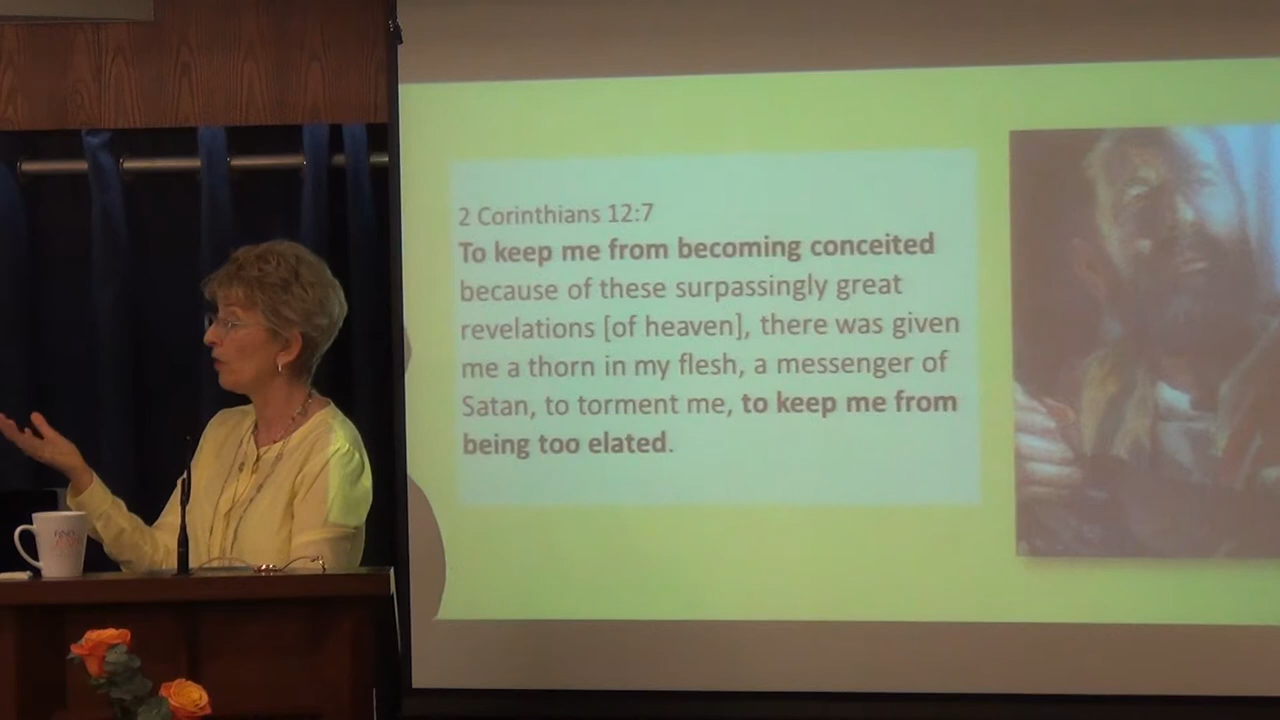 2 Corinthians 12:7
To keep me from becoming conceited
because of these surpassingly great
revelations [of heaven], there was given
me a thorn in my flesh, a messenger of
Satan, to torment me, to keep me from
being too elated.